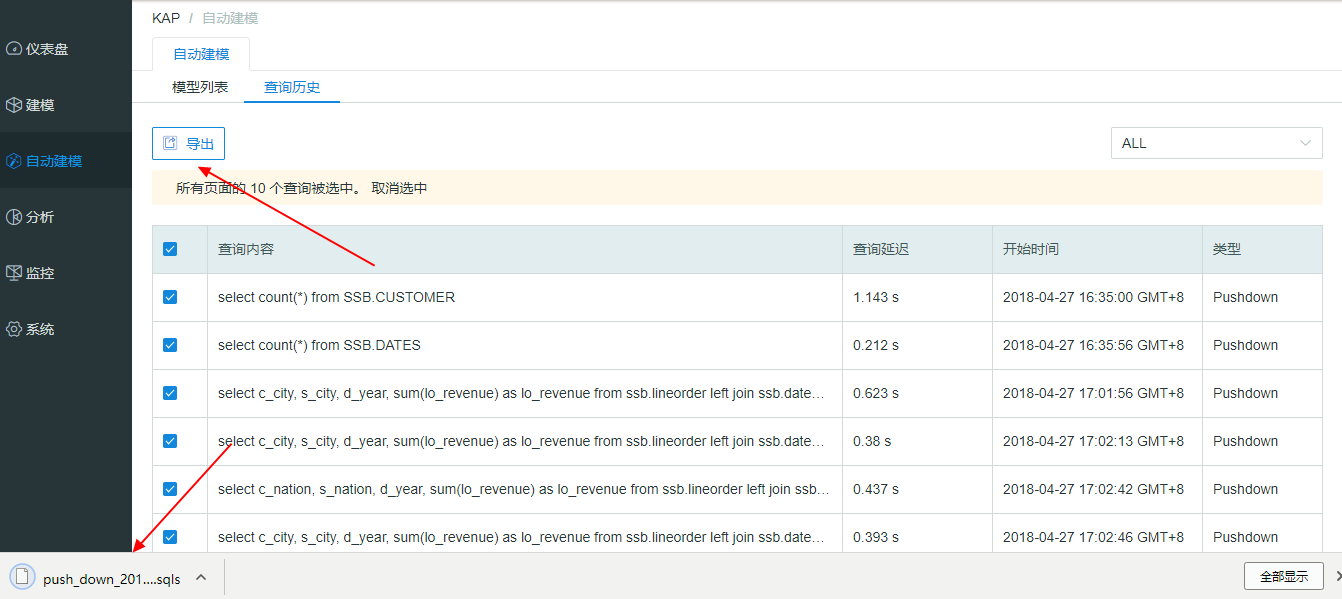 KAP / 自动建模
仪表盘
建模
自动建模
分析
监控
系统
自动建模
模型列表 查询历史
导出 ALL
所有页面的 10 个查询被选中。 取消选中
查询内容 查询延迟 开始时间 类型
select count(*) from SSB.CUSTOMER 1.143 s 2018-04-27 16:35:00 GMT+8 Pushdown
select count(*) from SSB.DATES 0.212 s 2018-04-27 16:35:56 GMT+8 Pushdown
select c_city, s_city, d_year, sum(lo_revenue) as lo_revenue from ssb.lineorder left join ssb.date… 0.623 s 2018-04-27 17:01:56 GMT+8 Pushdown
select c_city, s_city, d_year, sum(lo_revenue) as lo_revenue from ssb.lineorder left join ssb.date… 0.38 s 2018-04-27 17:02:13 GMT+8 Pushdown
select c_nation, s_nation, d_year, sum(lo_revenue) as lo_revenue from ssb.lineorder left join ssb… 0.437 s 2018-04-27 17:02:42 GMT+8 Pushdown
select c_city, s_city, d_year, sum(lo_revenue) as lo_revenue from ssb.lineorder left join ssb.date… 0.393 s 2018-04-27 17:02:46 GMT+8 Pushdown
push_down_201....sqls 全部显示